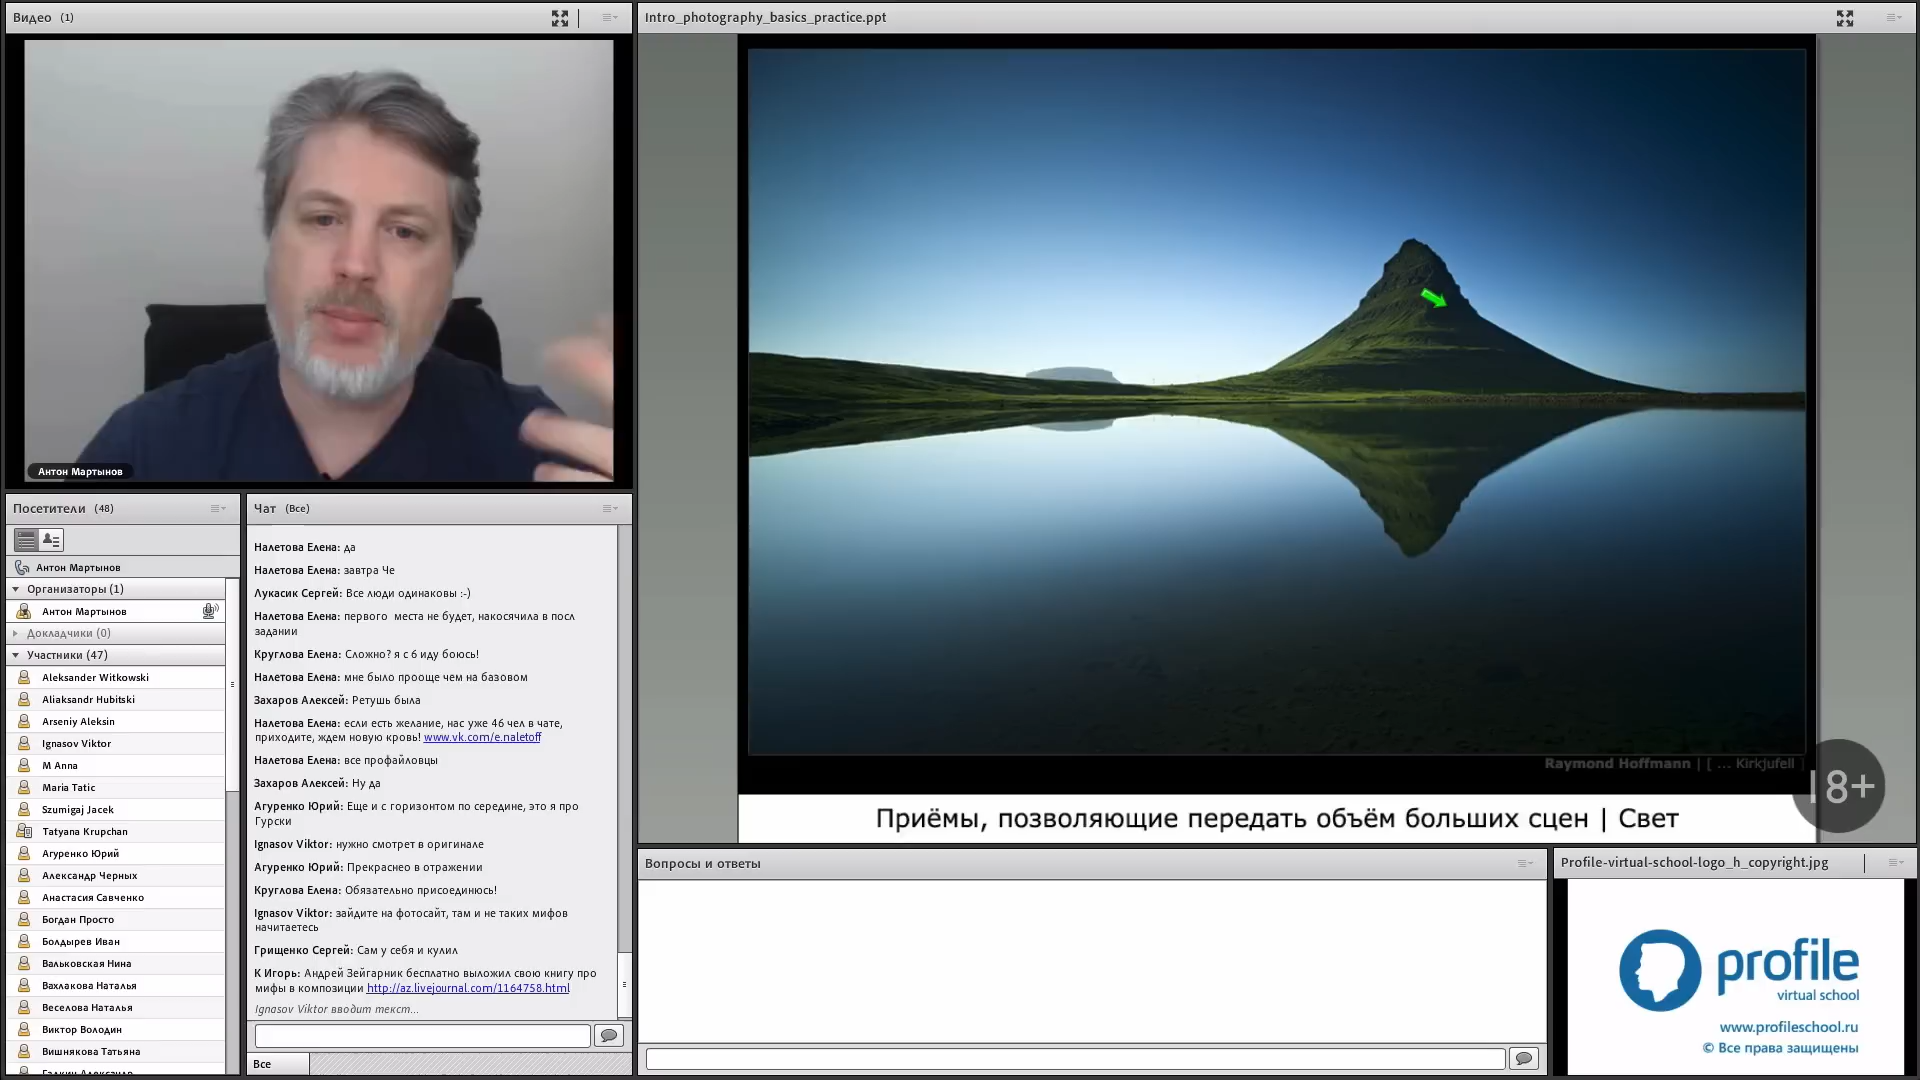 Видео (1)
Антон Мартынов
Посетители (48)
Антон Мартынов
Организаторы (1)
Антон Мартынов
Докладчики (0)
Участники (47)
Aleksander Witkowski
Aliaksandr Hubitski
Arseniy Aleksin
Ignasov Viktor
M Anna
Maria Tatic
Szumigaj Jacek
Tatyana Krupchan
Агуренко Юрий
Александр Черных
Анастасия Савченко
Богдан Просто
Болдырев Иван
Вальковская Нина
Вахлакова Наталья
Веселова Наталья
Виктор Володин
Вишнякова Татьяна
Галкин Александр
Чат (Все)
Налетова Елена: да
Налетова Елена: завтра Че
Лукасик Сергей: Все люди одинаковы :-)
Налетова Елена: первого места не будет, накосячила в посл
задании
Круглова Елена: Сложно? я с 6 иду боюсь!
Налетова Елена: мне было прооще чем на базовом
Захаров Алексей: Ретушь была
Налетова Елена: если есть желание, нас уже 46 чел в чате,
приходите, ждем новую кровь! www.vk.com/e.naletoff
Налетова Елена: все профайловцы
Захаров Алексей: Ну да
Агуренко Юрий: Еще и с горизонтом по середине, это я про
Гурски
Ignasov Viktor: нужно смотрет в оригинале
Агуренко Юрий: Прекраснео в отражении
Круглова Елена: Обязательно присоединюсь!
Ignasov Viktor: зайдите на фотосайт, там и не таких мифов
начитаетесь
Грищенко Сергей: Сам у себя и кулил
К Игорь: Андрей Зейгарник бесплатно выложил свою книгу про
мифы в композиции http://az.livejournal.com/1164758.html
Ignasov Viktor вводит текст...
Все
Intro_photography_basics_practice.ppt
Raymond Hoffmann | [ ... Kirkjufell ]
18+
Приёмы, позволяющие передать объём больших сцен | Свет
Вопросы и ответы
Profile-virtual-school-logo_h_copyright.jpg
profile
virtual school
www.profileschool.ru
© Все права защищены